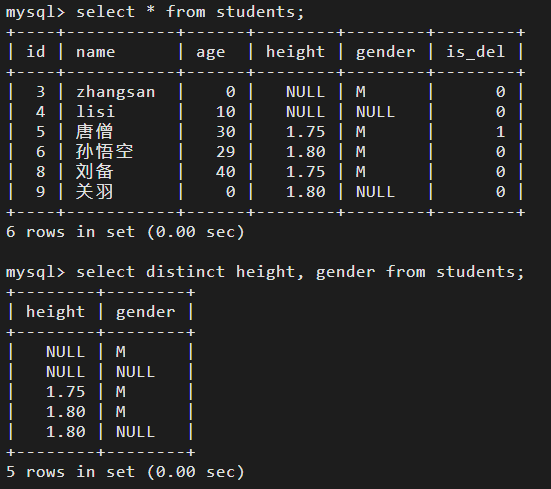 mysql> select * from students;
+----+-----------+------+--------+--------+--------+
| id | name      | age  | height | gender | is_del |
+----+-----------+------+--------+--------+--------+
|  3 | zhangsan  |    0 |   NULL | M      |      0 |
|  4 | lisi      |   10 |   NULL | NULL   |      0 |
|  5 | 唐僧      |   30 |   1.75 | M      |      1 |
|  6 | 孙悟空    |   29 |   1.80 | M      |      0 |
|  8 | 刘备      |   40 |   1.75 | M      |      0 |
|  9 | 关羽      |    0 |   1.80 | NULL   |      0 |
+----+-----------+------+--------+--------+--------+
6 rows in set (0.00 sec)
mysql> select distinct height, gender from students;
+--------+--------+
| height | gender |
+--------+--------+
|   NULL | M      |
|   NULL | NULL   |
|   1.75 | M      |
|   1.80 | M      |
|   1.80 | NULL   |
+--------+--------+
5 rows in set (0.00 sec)